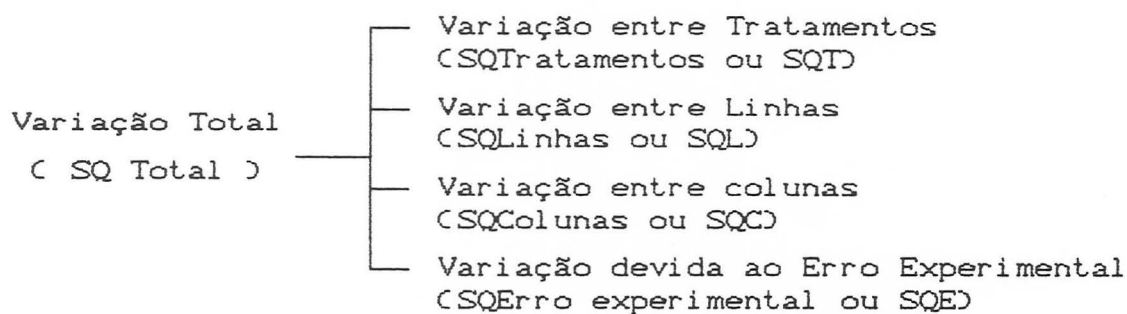 Variação Total
( SQ Total )
Variação entre Tratamentos
(SQTratamentos ou SQT)
Variação entre Linhas
(SQLinhas ou SQL)
Variação entre colunas
(SQColunas ou SQC)
Variação devida ao Erro Experimental
(SQErro experimental ou SQE)